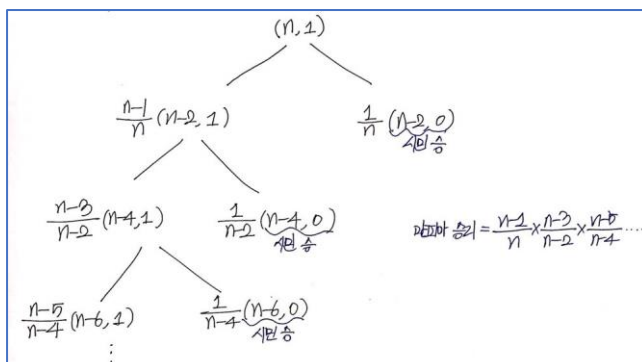 (n,1)
n-1/n (n-2,1) 1/n (n-2,0)
시민 승
n-3/n-2 (n-4,1) 1/n-2 (n-4,0) 마피아 승리 = n-1/n × n-3/n-2 × n-5/n-4 ....
시민 승
n-5/n-4 (n-6,1) 1/n-4 (n-6,0)
시민 승
⋮